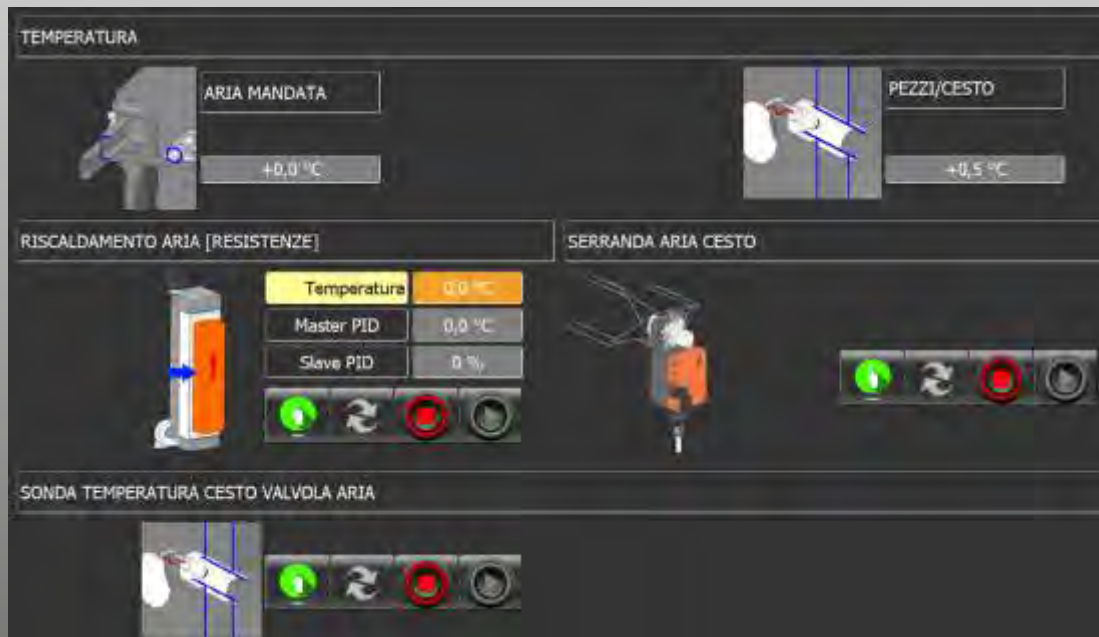 TEMPERATURA
ARIA MANDATA
PEZZI/CESTO
+0,0 °C
+0,5 °C
RISCALDAMENTO ARIA [RESISTENZE]
SERRANDA ARIA CESTO
Temperatura 0,0 °C
Master PID 0,0 °C
Slave PID 0 %
SONDA TEMPERATURA CESTO VALVOLA ARIA